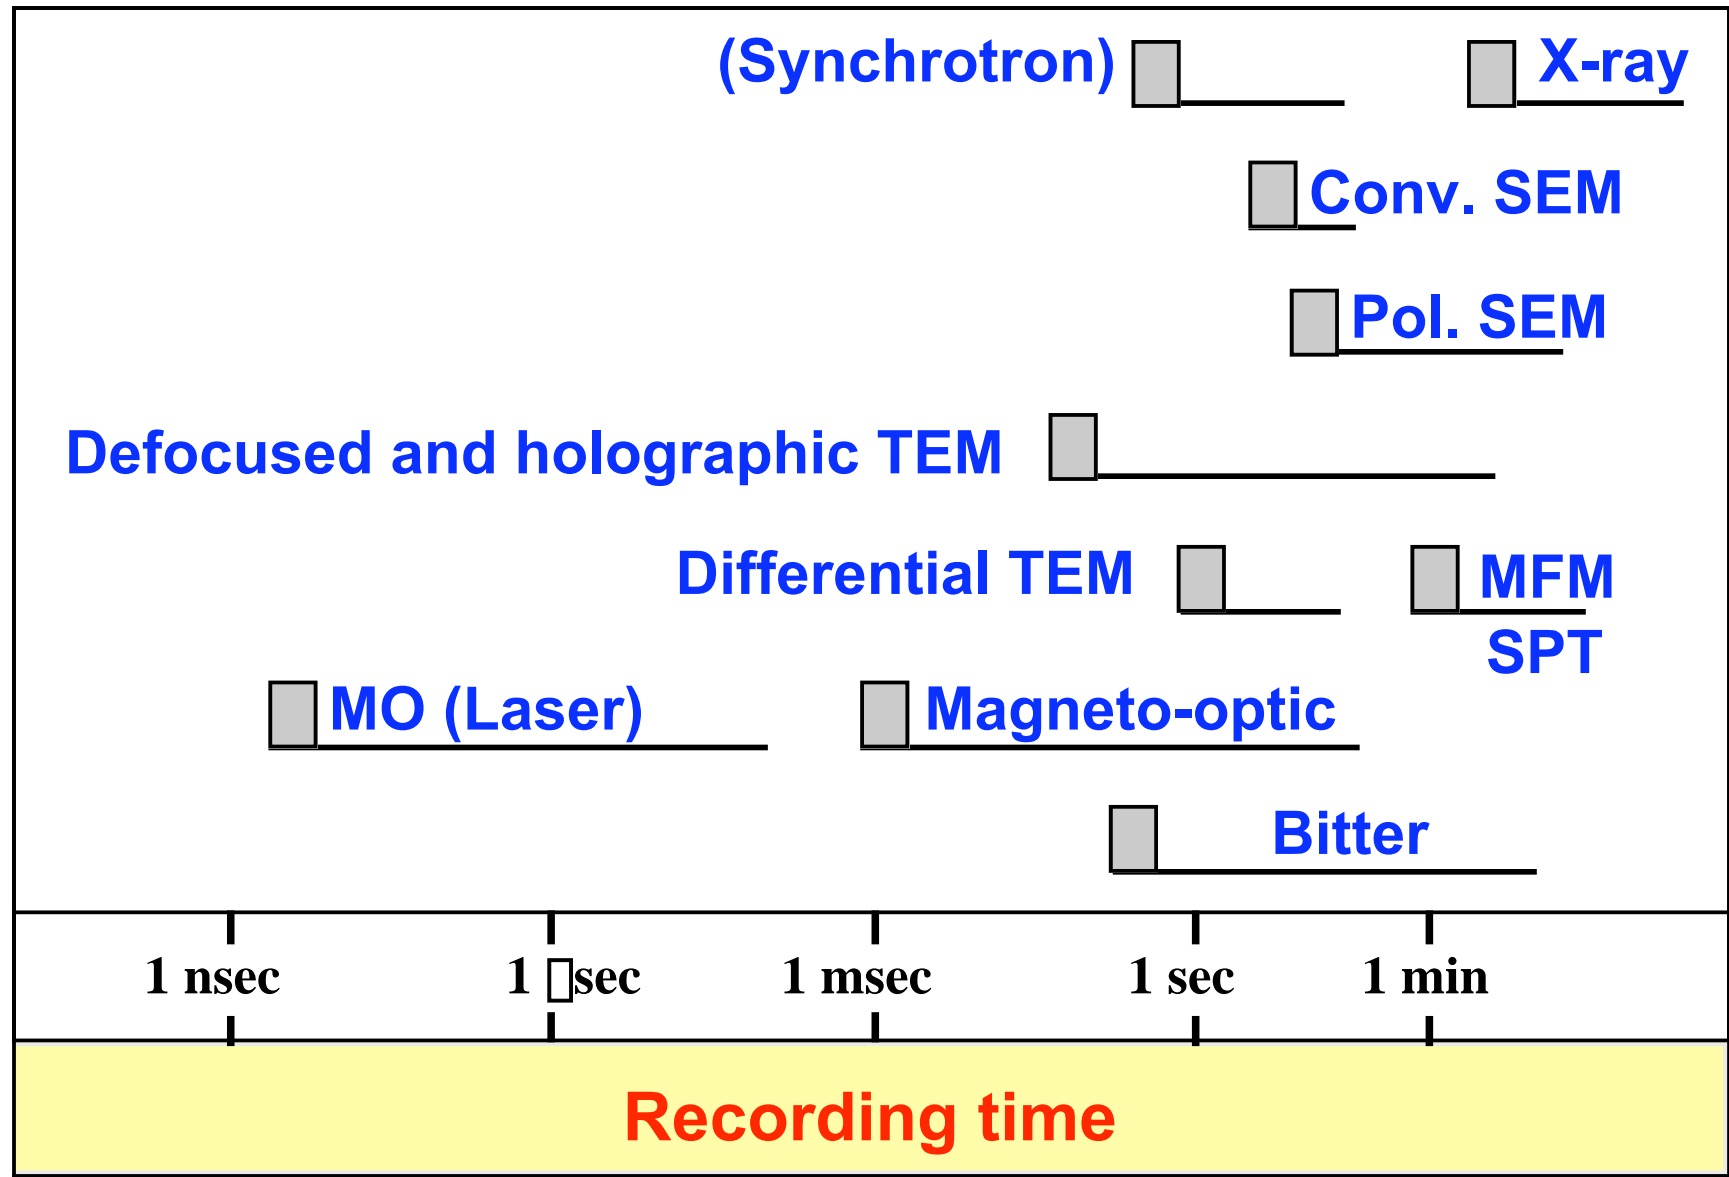 (Synchrotron) X-ray
Conv. SEM
Pol. SEM
Defocused and holographic TEM
Differential TEM MFM
SPT
MO (Laser) Magneto-optic
Bitter
1 nsec 1 □sec 1 msec 1 sec 1 min
Recording time